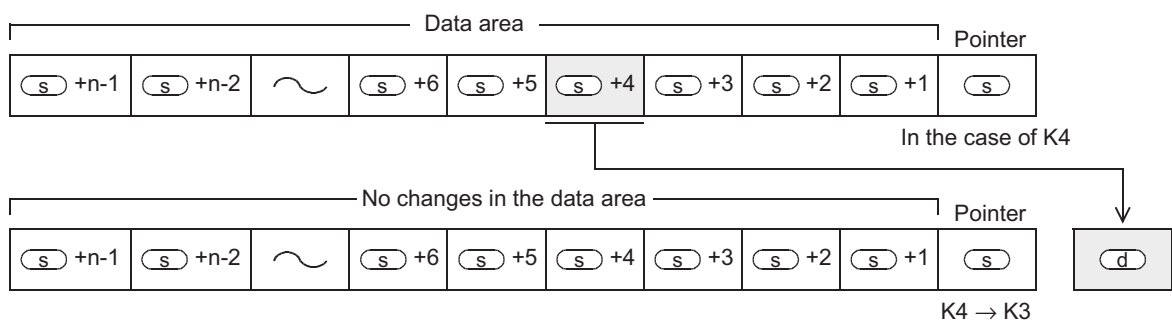 Data area
Pointer
s +n-1 s +n-2 s +6 s +5 s +4 s +3 s +2 s +1 s
In the case of K4
No changes in the data area
Pointer
s +n-1 s +n-2 s +6 s +5 s +4 s +3 s +2 s +1 s d
K4 → K3